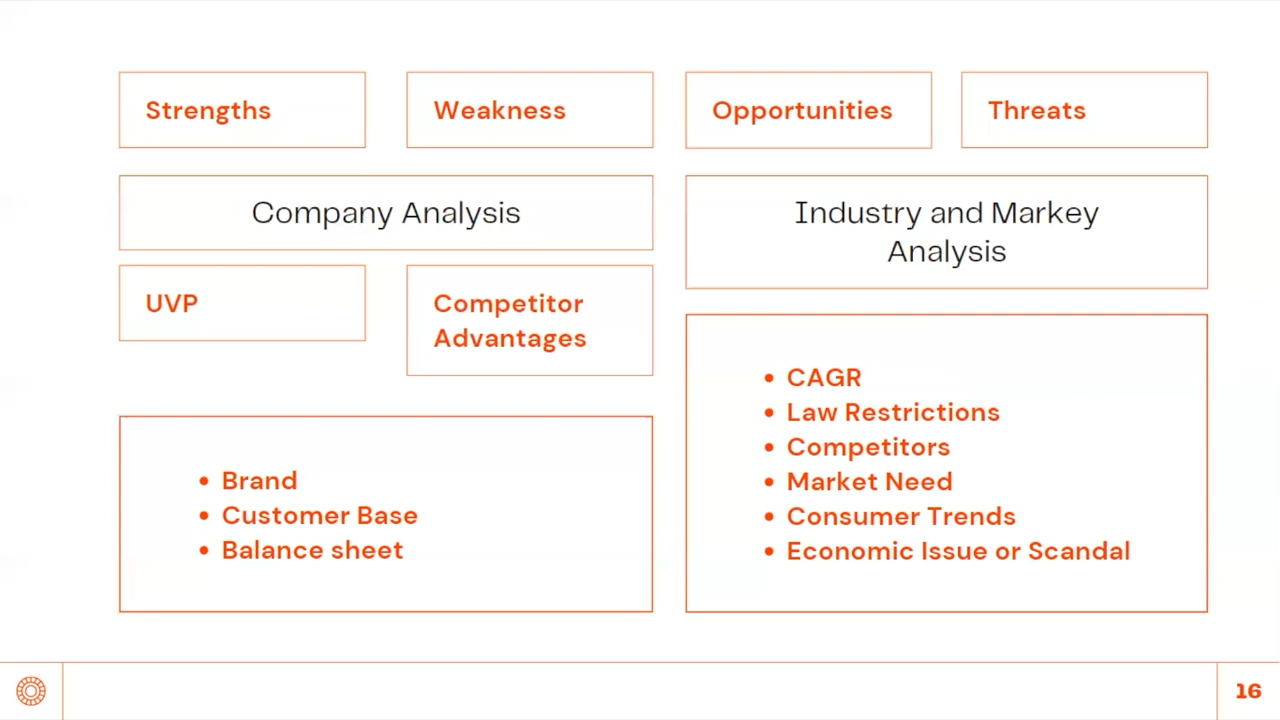 Strengths
Weakness
Opportunities
Threats
Company Analysis
Industry and Markey
Analysis
UVP
Competitor
Advantages
• Brand
• Customer Base
• Balance sheet
• CAGR
• Law Restrictions
• Competitors
• Market Need
• Consumer Trends
• Economic Issue or Scandal
16